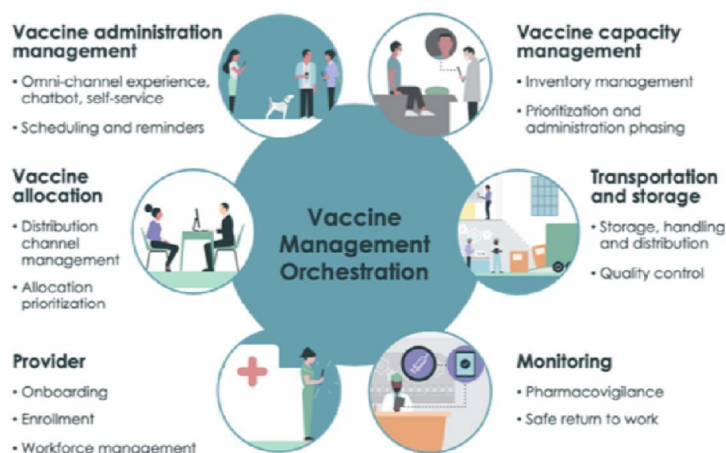 Vaccine administration
management
• Omni-channel experience,
chatbot, self-service
• Scheduling and reminders
Vaccine
allocation
• Distribution
channel
management
• Allocation
prioritization
Provider
• Onboarding
• Enrollment
• Workforce management
Vaccine
Management
Orchestration
Vaccine capacity
management
• Inventory management
• Prioritization and
administration phasing
Transportation
and storage
• Storage, handling
and distribution
• Quality control
Monitoring
• Pharmacovigilance
• Safe return to work